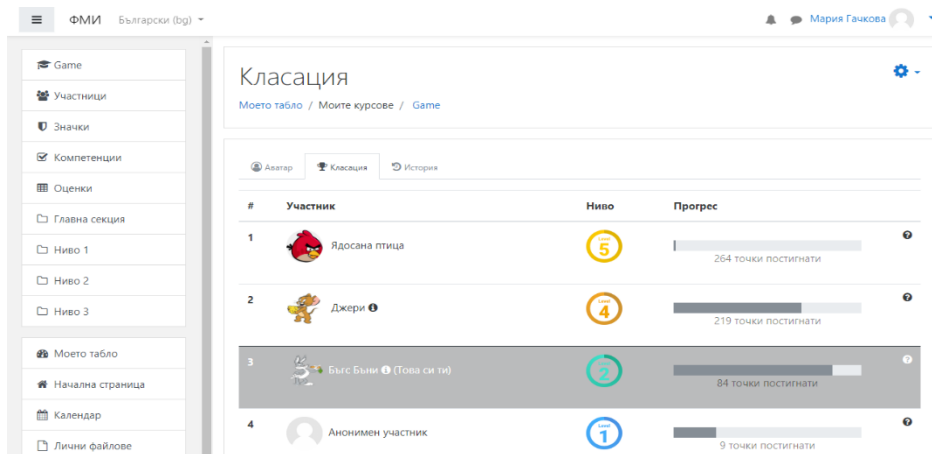 ФМИ Български (bg)
Мария Гачкова
Game
Участници
Значки
Компетенции
Оценки
Главна секция
Ниво 1
Ниво 2
Ниво 3
Моето табло
Начална страница
Календар
Лични файлове
Класация
Моето табло / Моите курсове / Game
Аватар Класация История
# Участник Ниво Прогрес
1 Ядосана птица Level 5 264 точки постигнати
2 Джери Level 4 219 точки постигнати
3 Бъгс Бъни (Това си ти) 2 84 точки постигнати
4 Анонимен участник Level 1 9 точки постигнати